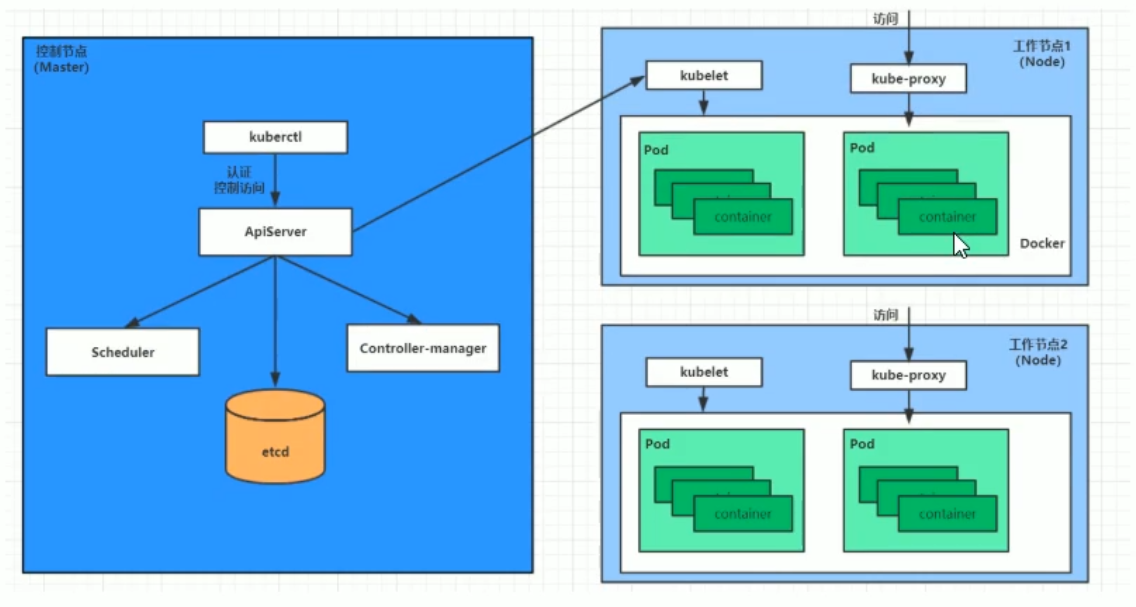 控制节点
(Master)
kuberctl
认证
控制访问
ApiServer
Scheduler
Controller-manager
etcd
访问
工作节点1
(Node)
kubelet
kube-proxy
Pod
container
Pod
container
Docker
访问
工作节点2
(Node)
kubelet
kube-proxy
Pod
container
Pod
container